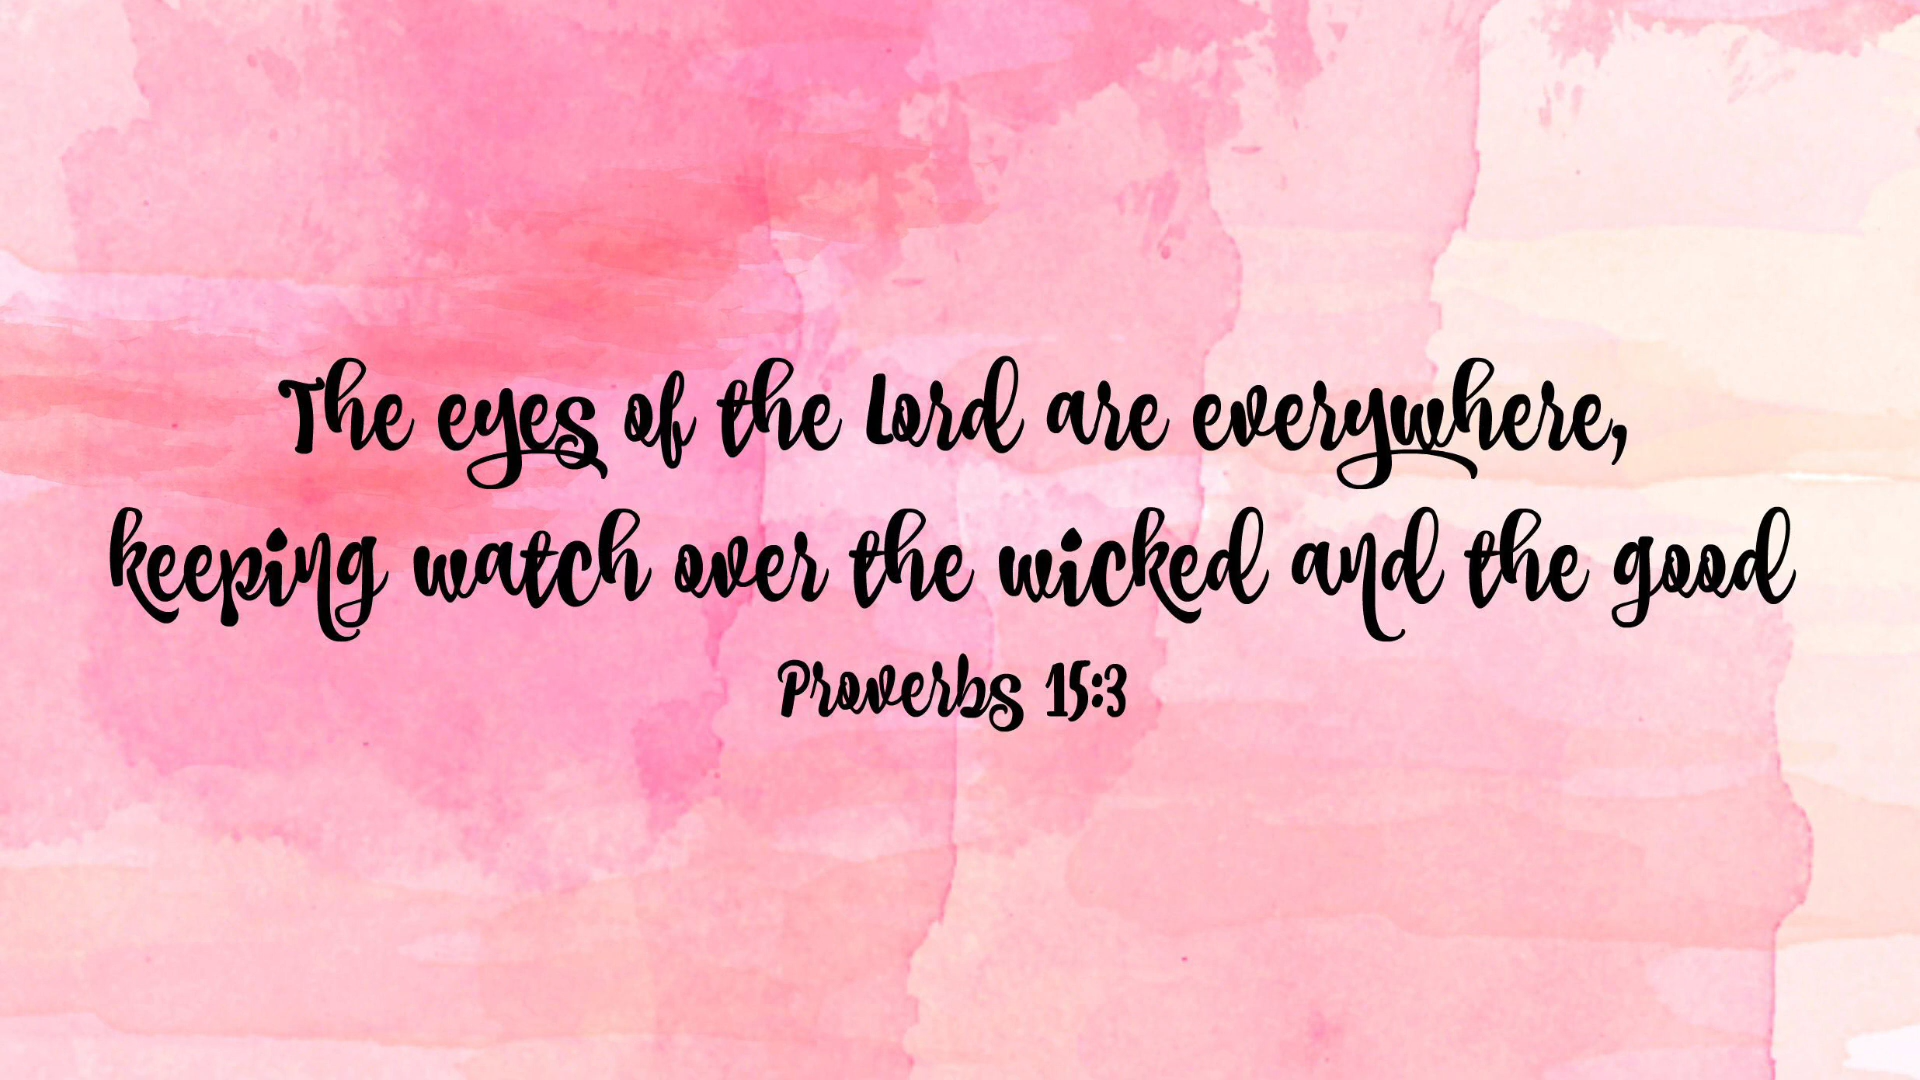 The eyes of the Lord are everywhere,
keeping watch over the wicked and the good
Proverbs 15:3